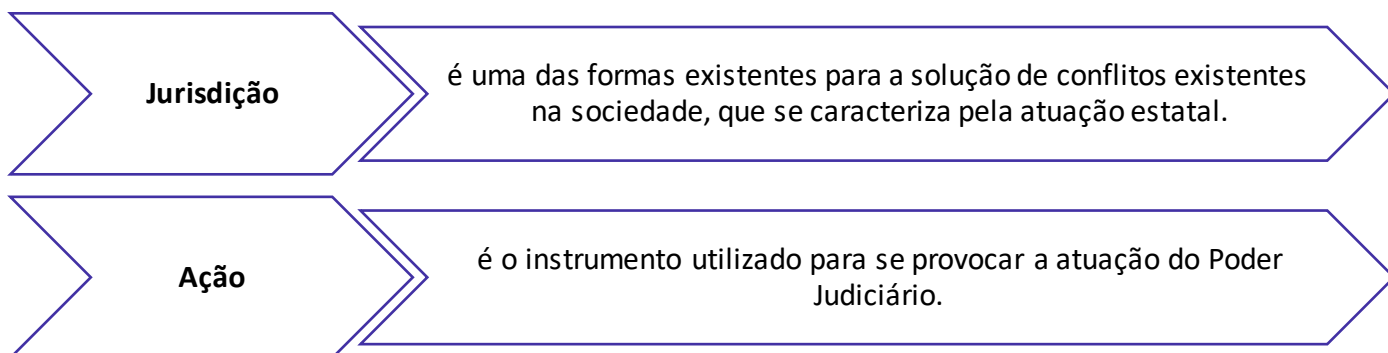 Jurisdição
é uma das formas existentes para a solução de conflitos existentes
na sociedade, que se caracteriza pela atuação estatal.
Ação
é o instrumento utilizado para se provocar a atuação do Poder
Judiciário.